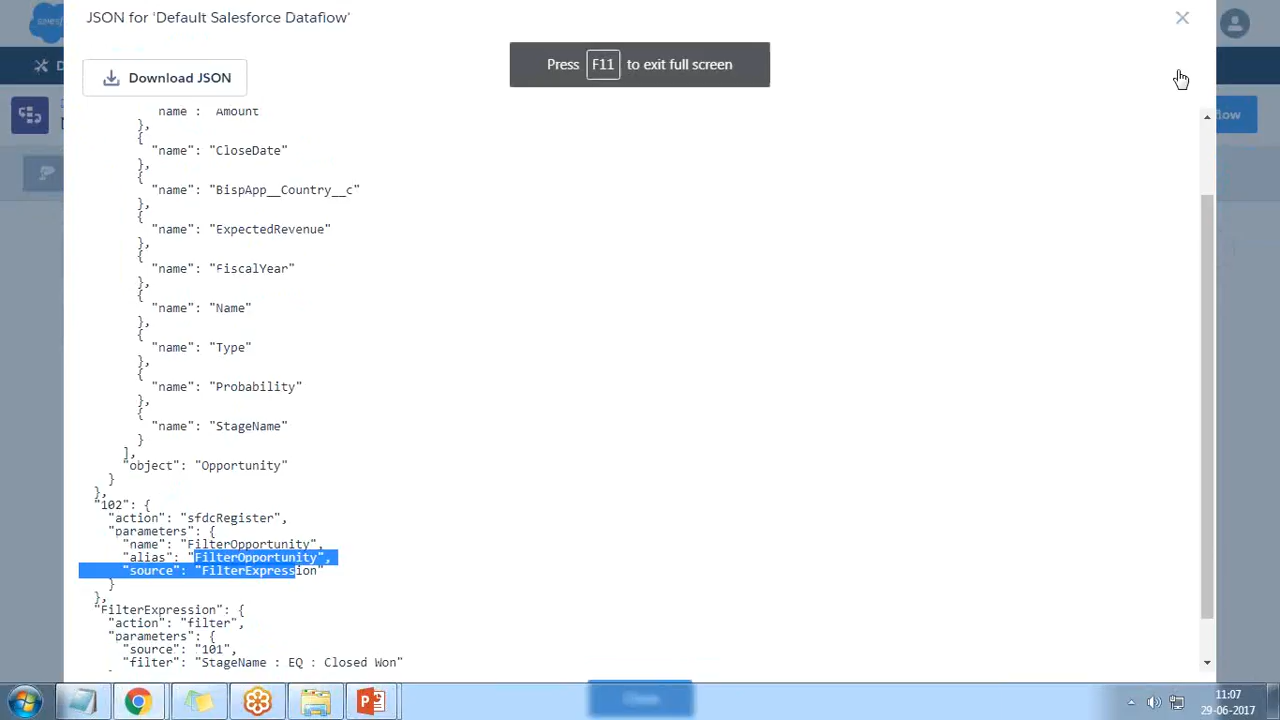 JSON for 'Default Salesforce Dataflow'
Press F11 to exit full screen
Download JSON
name : Amount
},
{
"name": "CloseDate"
},
{
"name": "BispApp__Country__c"
},
{
"name": "ExpectedRevenue"
},
{
"name": "FiscalYear"
},
{
"name": "Name"
},
{
"name": "Type"
},
{
"name": "Probability"
},
{
"name": "StageName"
}
],
"object": "Opportunity"
}
},
"102": {
"action": "sfdcRegister",
"parameters": {
"name": "FilterOpportunity",
"alias": "FilterOpportunity",
"source": "FilterExpression"
}
},
"FilterExpression": {
"action": "filter",
"parameters": {
"source": "101",
"filter": "StageName : EQ : Closed Won"
Close
11:07
29-06-2017